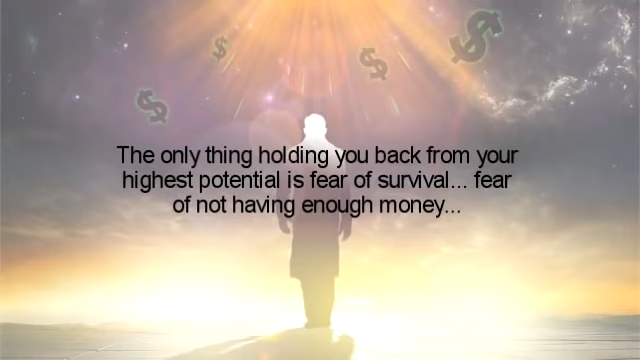 The only thing holding you back from your
highest potential is fear of survival... fear
of not having enough money...